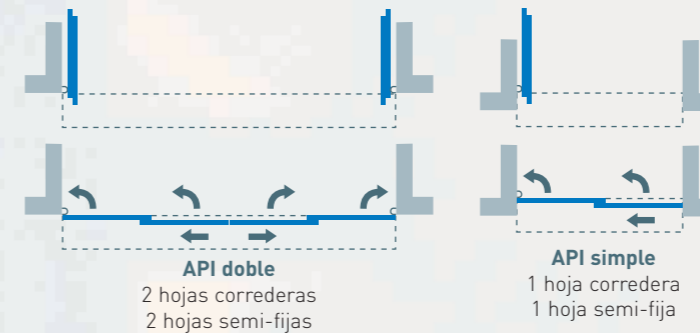 API doble
2 hojas correderas
2 hojas semi-fijas
API simple
1 hoja corredera
1 hoja semi-fija